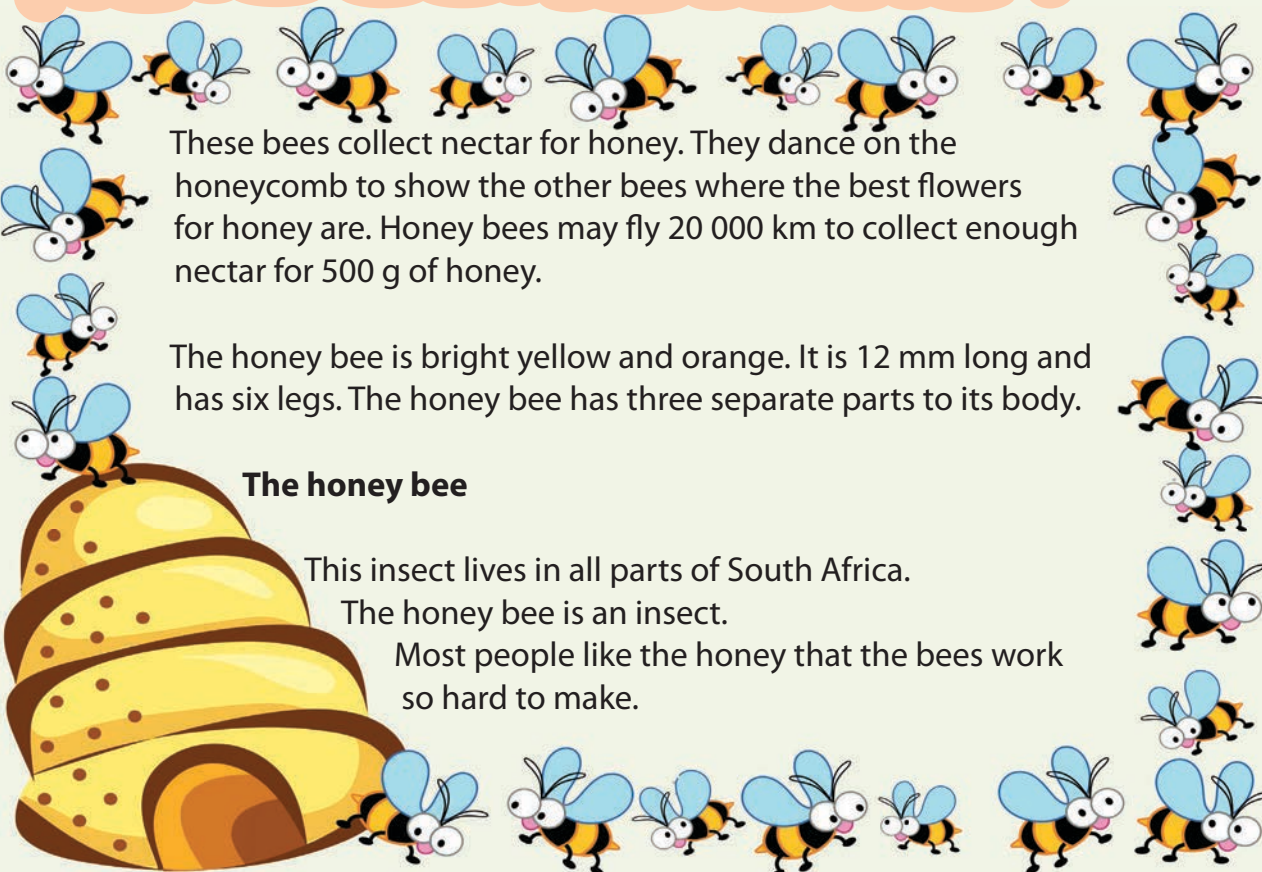 These bees collect nectar for honey. They dance on the
honeycomb to show the other bees where the best flowers
for honey are. Honey bees may fly 20 000 km to collect enough
nectar for 500 g of honey.
The honey bee is bright yellow and orange. It is 12 mm long and
has six legs. The honey bee has three separate parts to its body.
The honey bee
This insect lives in all parts of South Africa.
The honey bee is an insect.
Most people like the honey that the bees work
so hard to make.